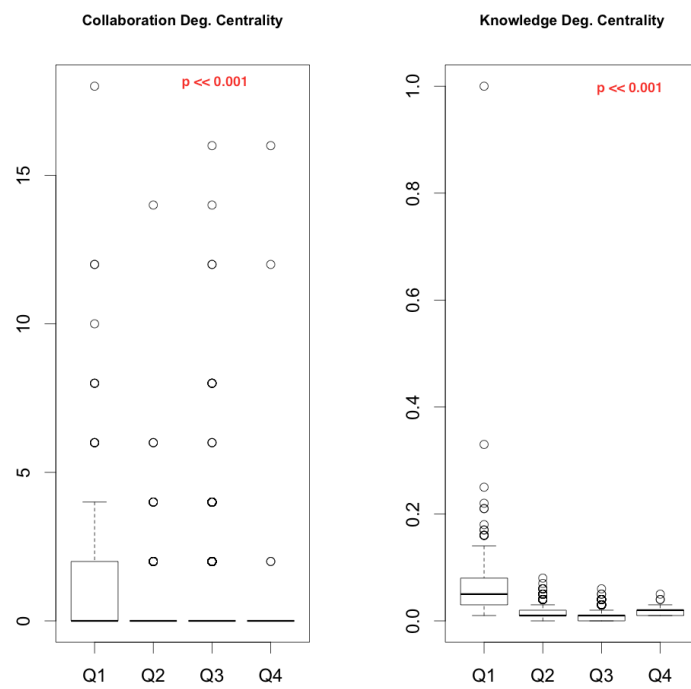 Collaboration Deg. Centrality
p << 0.001
15
10
5
0
Q1 Q2 Q3 Q4
Knowledge Deg. Centrality
p << 0.001
1.0
0.8
0.6
0.4
0.2
0.0
Q1 Q2 Q3 Q4